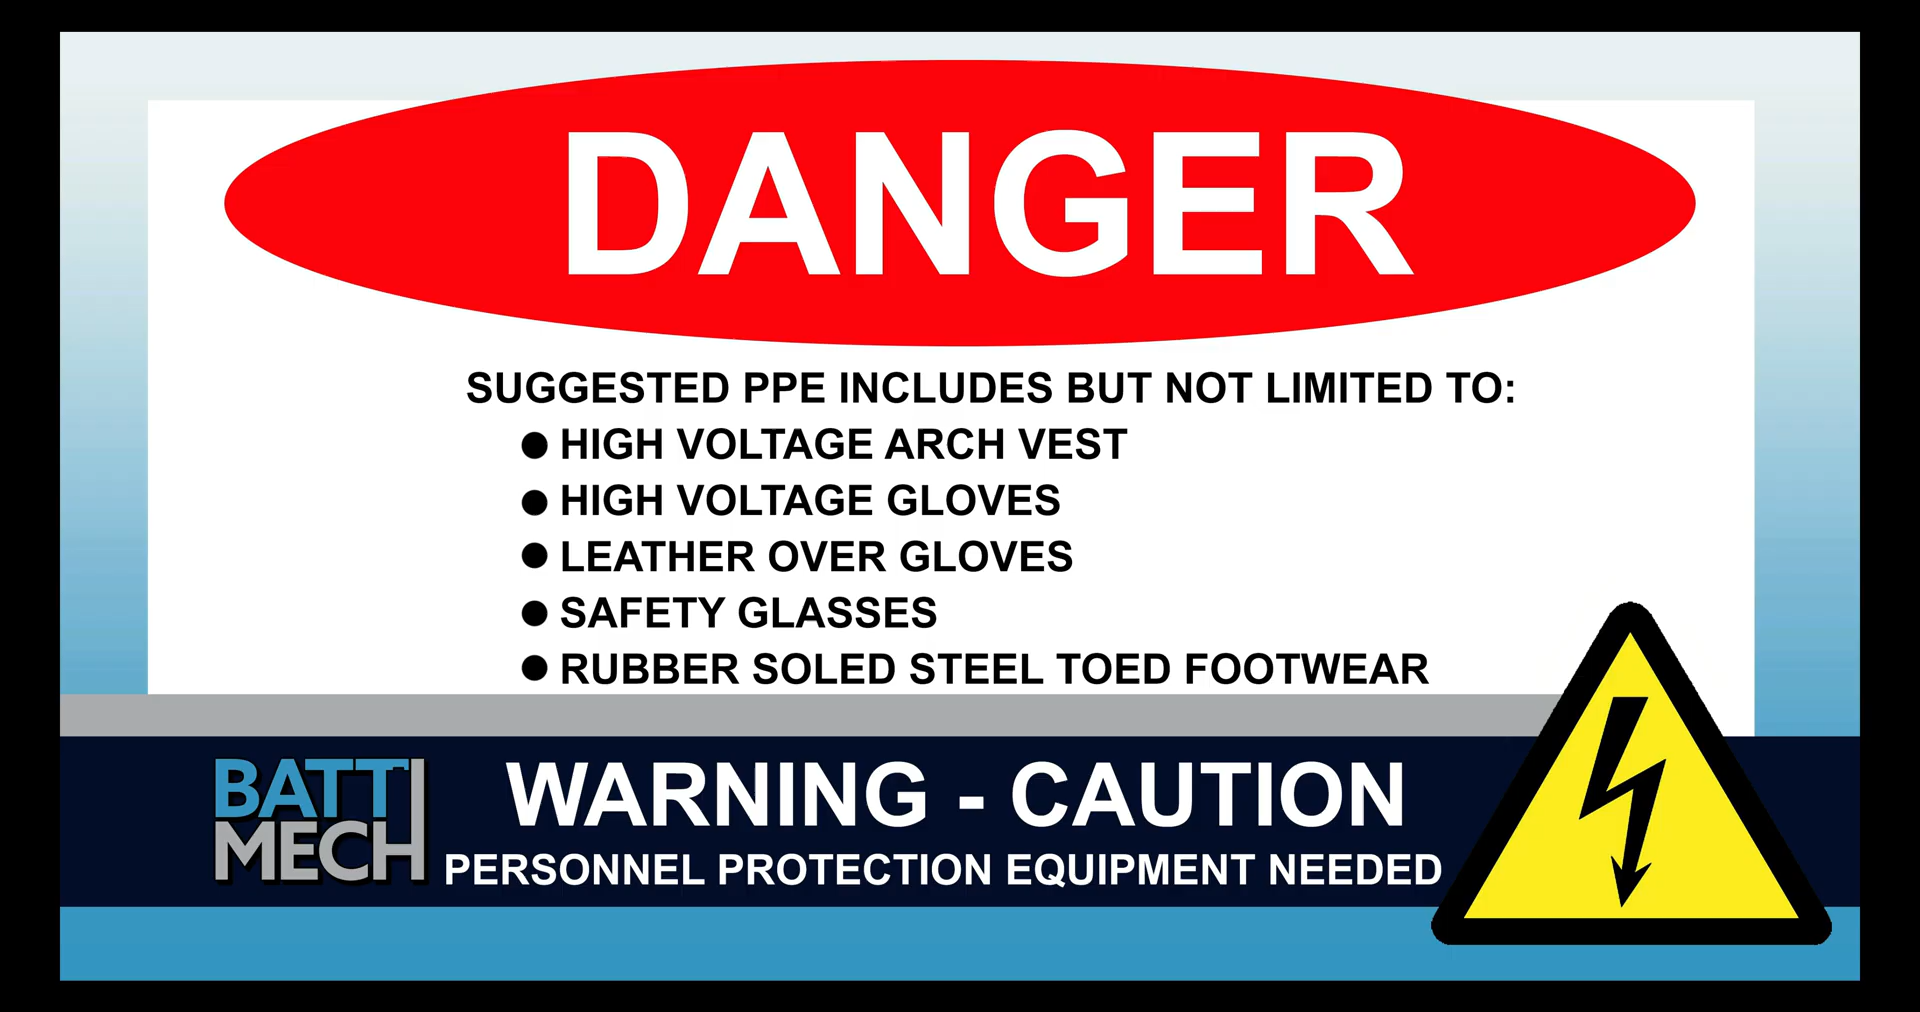 DANGER
SUGGESTED PPE INCLUDES BUT NOT LIMITED TO:
● HIGH VOLTAGE ARCH VEST
● HIGH VOLTAGE GLOVES
● LEATHER OVER GLOVES
● SAFETY GLASSES
● RUBBER SOLED STEEL TOED FOOTWEAR
BATTI
MECH
WARNING - CAUTION
PERSONNEL PROTECTION EQUIPMENT NEEDED